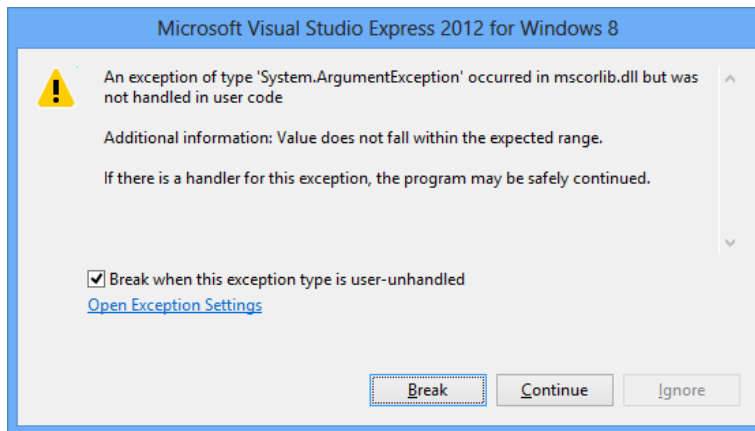 Microsoft Visual Studio Express 2012 for Windows 8
An exception of type 'System.ArgumentException' occurred in mscorlib.dll but was
not handled in user code
Additional information: Value does not fall within the expected range.
If there is a handler for this exception, the program may be safely continued.
Break when this exception type is user-unhandled
Open Exception Settings
Break Continue Ignore